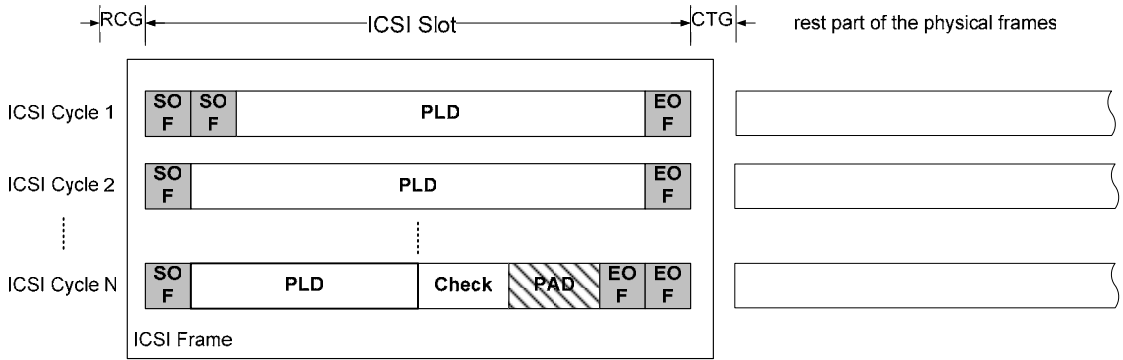 RCG ICSI Slot CTG rest part of the physical frames
ICSI Cycle 1 SO F SO F PLD EO F
ICSI Cycle 2 SO F PLD EO F
ICSI Cycle N SO F PLD Check PAD EO F EO F
ICSI Frame